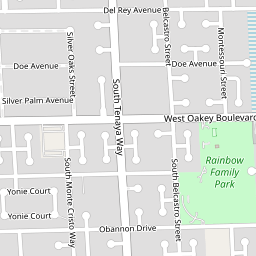 Del Rey Avenue
Belcastro Street
Montessouri Street
Silver Oaks Street
Doe Avenue
Doe Avenue
Silver Palm Avenue
South Tenaya Way
West Oakey Boulevard
Rainbow
Family
Park
South Monte Cristo Way
South Belcastro Street
Yonie Court
Yonie Court
Obannon Drive